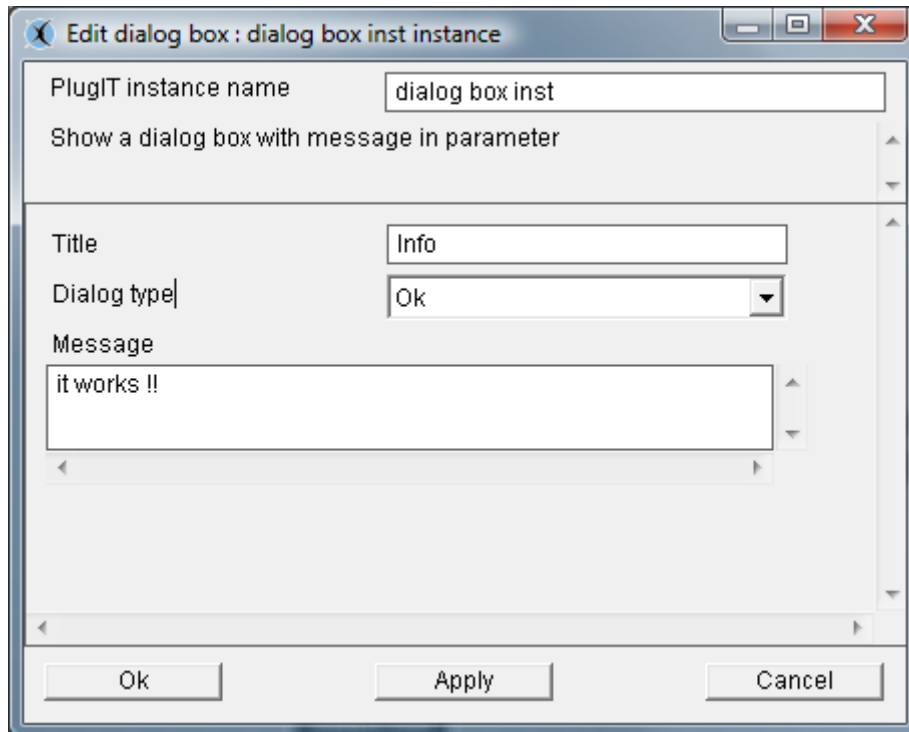 Edit dialog box : dialog box inst instance
PlugIT instance name dialog box inst
Show a dialog box with message in parameter
Title Info
Dialog type Ok
Message
it works !!
Ok Apply Cancel